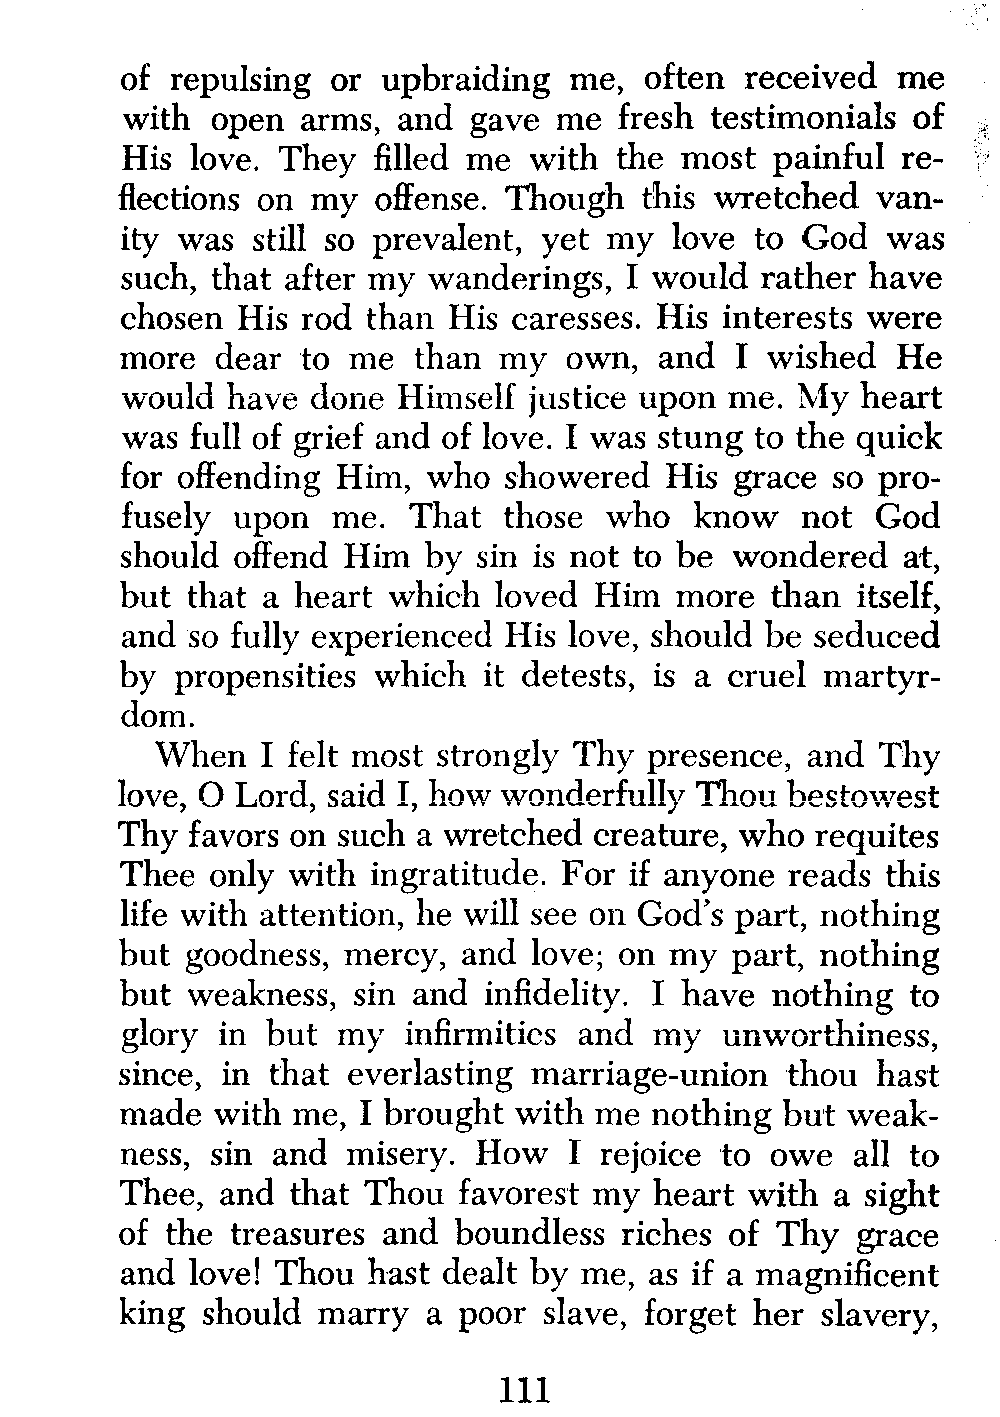 of repulsing or upbraiding me, often received me
with open arms, and gave me fresh testimonials of
His love. They filled me with the most painful re-
flections on my offense. Though this wretched van-
ity was still so prevalent, yet my love to God was
such, that after my wanderings, I would rather have
chosen His rod than His caresses. His interests were
more dear to me than my own, and I wished He
would have done Himself justice upon me. My heart
was full of grief and of love. I was stung to the quick
for offending Him, who showered His grace so pro-
fusely upon me. That those who know not God
should offend Him by sin is not to be wondered at,
but that a heart which loved Him more than itself,
and so fully experienced His love, should be seduced
by propensities which it detests, is a cruel martyr-
dom.
When I felt most strongly Thy presence, and Thy
love, O Lord, said I, how wonderfully Thou bestowest
Thy favors on such a wretched creature, who requites
Thee only with ingratitude. For if anyone reads this
life with attention, he will see on God's part, nothing
but goodness, mercy, and love; on my part, nothing
but weakness, sin and infidelity. I have nothing to
glory in but my infirmities and my unworthiness,
since, in that everlasting marriage-union thou hast
made with me, I brought with me nothing but weak-
ness, sin and misery. How I rejoice to owe all to
Thee, and that Thou favorest my heart with a sight
of the treasures and boundless riches of Thy grace
and love! Thou hast dealt by me, as if a magnificent
king should marry a poor slave, forget her slavery,
111